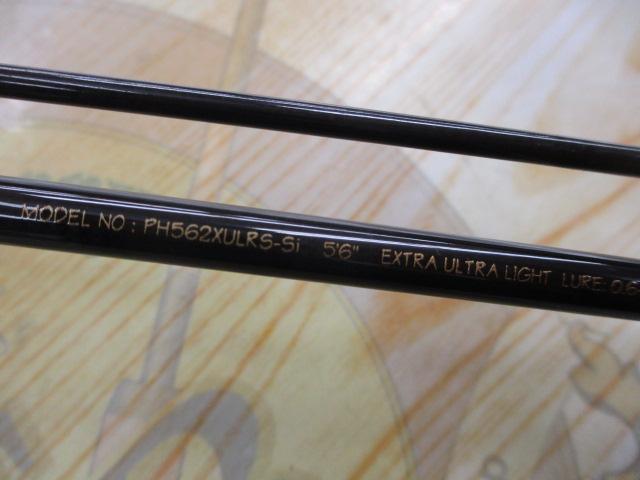 MODEL NO : PH562XULRS-Si 5'6" EXTRA ULTRA LIGHT LURE: 0.6